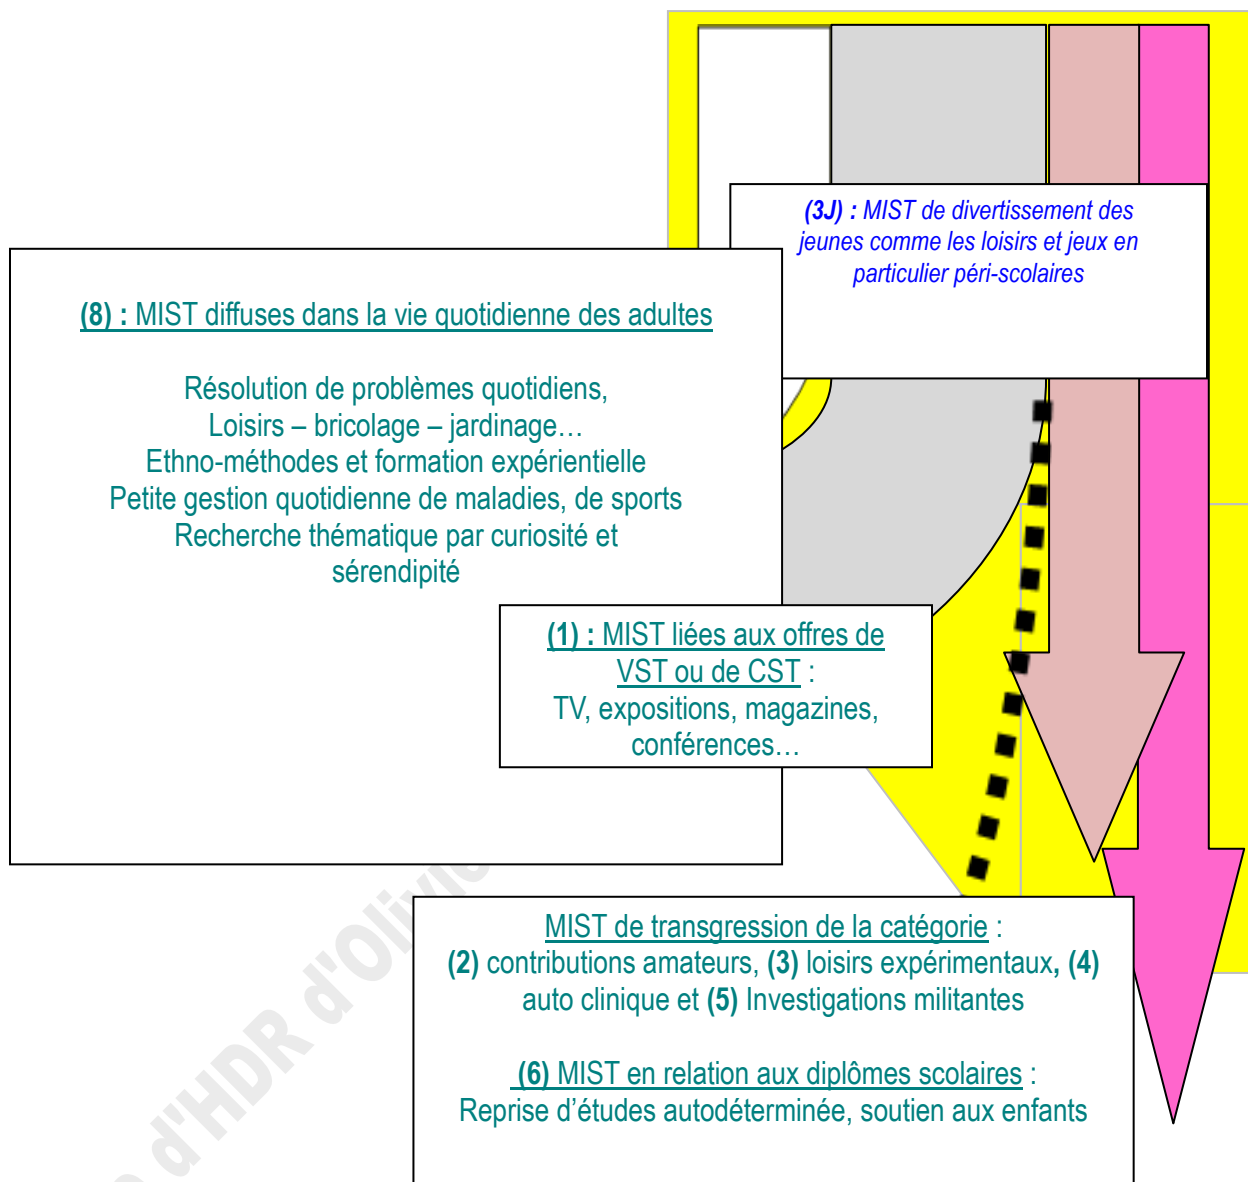 (3J) : MIST de divertissement des
jeunes comme les loisirs et jeux en
particulier péri-scolaires
(8) : MIST diffuses dans la vie quotidienne des adultes
Résolution de problèmes quotidiens,
Loisirs – bricolage – jardinage…
Ethno-méthodes et formation expérientielle
Petite gestion quotidienne de maladies, de sports
Recherche thématique par curiosité et
sérendipité
(1) : MIST liées aux offres de
VST ou de CST :
TV, expositions, magazines,
conférences…
MIST de transgression de la catégorie :
(2) contributions amateurs, (3) loisirs expérimentaux, (4)
auto clinique et (5) Investigations militantes
(6) MIST en relation aux diplômes scolaires :
Reprise d’études autodéterminée, soutien aux enfants
d'HDR